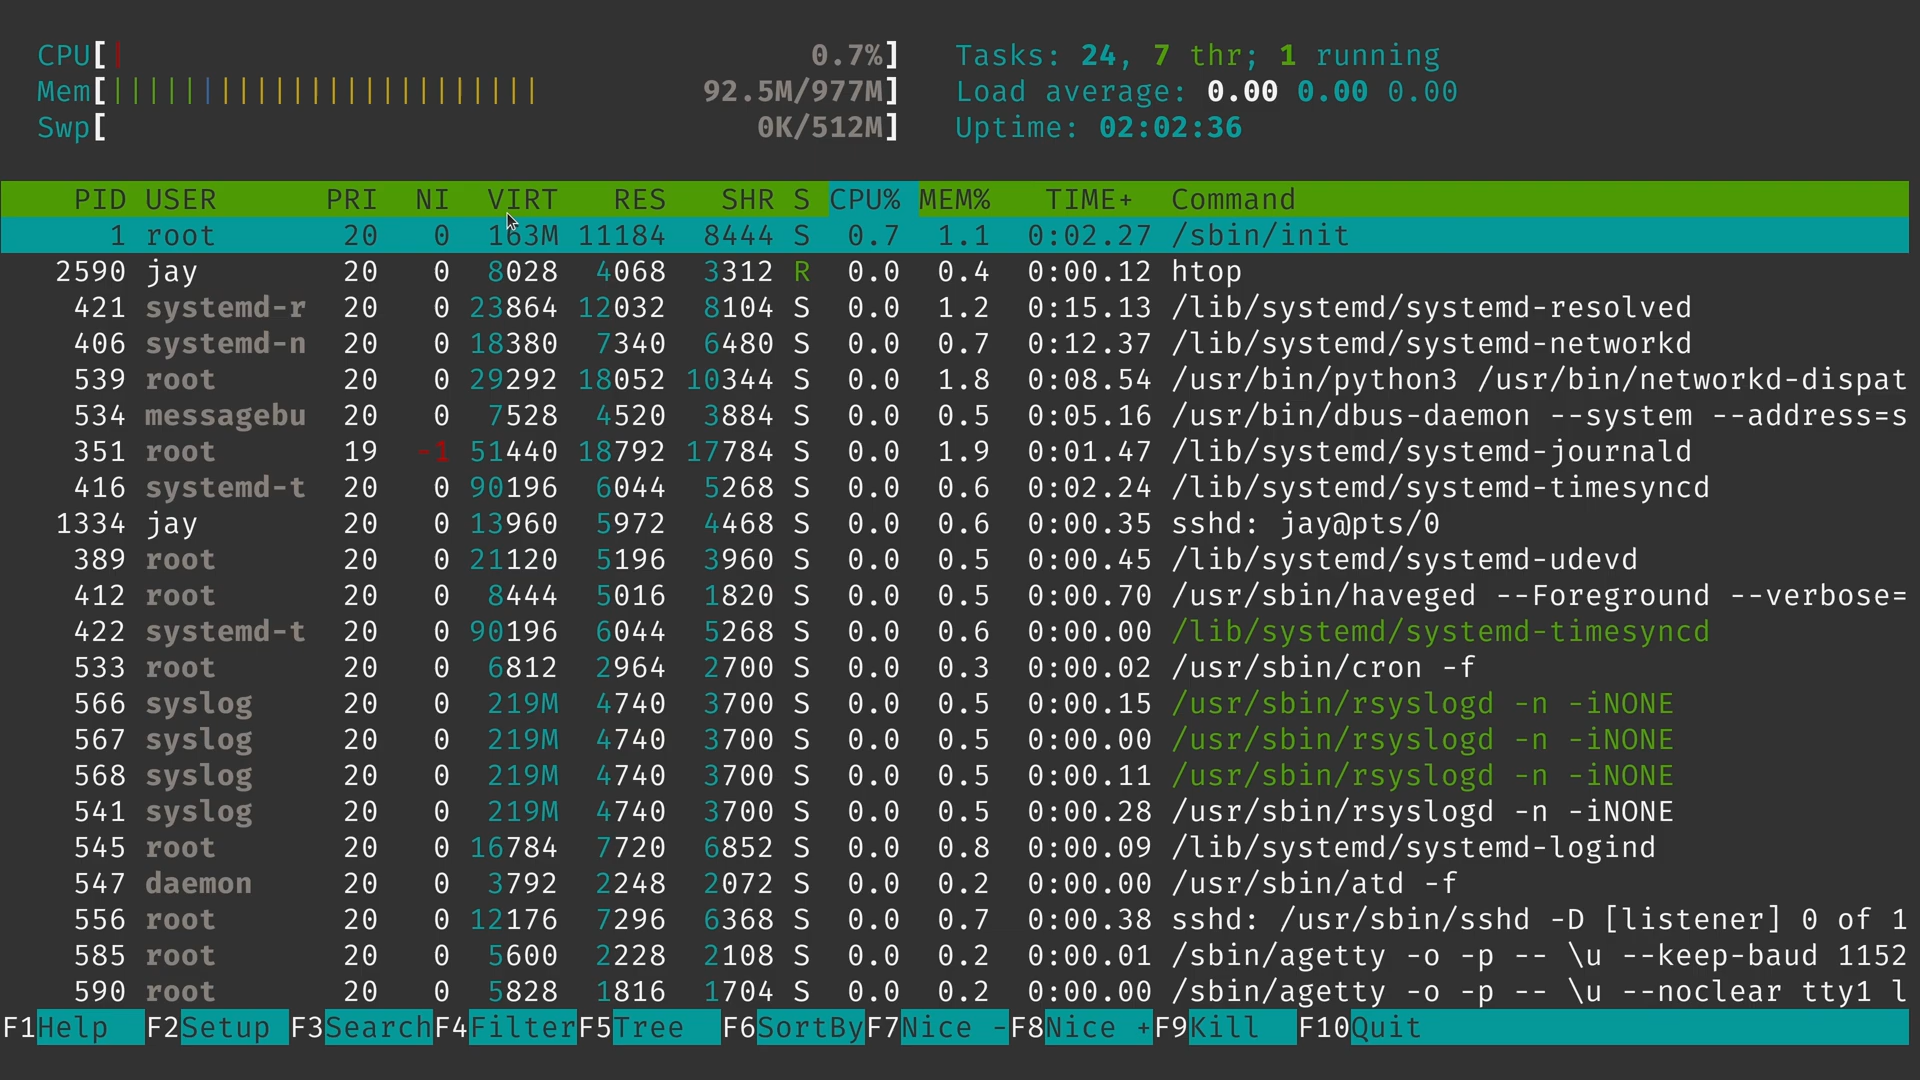 CPU[| 0.7%] Tasks: 24, 7 thr; 1 running
Mem[|||||||||||||||||||||||| 92.5M/977M] Load average: 0.00 0.00 0.00
Swp[ 0K/512M] Uptime: 02:02:36
PID USER PRI NI VIRT RES SHR S CPU% MEM% TIME+ Command
1 root 20 0 163M 11184 8444 S 0.7 1.1 0:02.27 /sbin/init
2590 jay 20 0 8028 4068 3312 R 0.0 0.4 0:00.12 htop
421 systemd-r 20 0 23864 12032 8104 S 0.0 1.2 0:15.13 /lib/systemd/systemd-resolved
406 systemd-n 20 0 18380 7340 6480 S 0.0 0.7 0:12.37 /lib/systemd/systemd-networkd
539 root 20 0 29292 18052 10344 S 0.0 1.8 0:08.54 /usr/bin/python3 /usr/bin/networkd-dispat
534 messagebu 20 0 7528 4520 3884 S 0.0 0.5 0:05.16 /usr/bin/dbus-daemon --system --address=s
351 root 19 -1 51440 18792 17784 S 0.0 1.9 0:01.47 /lib/systemd/systemd-journald
416 systemd-t 20 0 90196 6044 5268 S 0.0 0.6 0:02.24 /lib/systemd/systemd-timesyncd
1334 jay 20 0 13960 5972 4468 S 0.0 0.6 0:00.35 sshd: jay@pts/0
389 root 20 0 21120 5196 3960 S 0.0 0.5 0:00.45 /lib/systemd/systemd-udevd
412 root 20 0 8444 5016 1820 S 0.0 0.5 0:00.70 /usr/sbin/haveged --Foreground --verbose=
422 systemd-t 20 0 90196 6044 5268 S 0.0 0.6 0:00.00 /lib/systemd/systemd-timesyncd
533 root 20 0 6812 2964 2700 S 0.0 0.3 0:00.02 /usr/sbin/cron -f
566 syslog 20 0 219M 4740 3700 S 0.0 0.5 0:00.15 /usr/sbin/rsyslogd -n -iNONE
567 syslog 20 0 219M 4740 3700 S 0.0 0.5 0:00.00 /usr/sbin/rsyslogd -n -iNONE
568 syslog 20 0 219M 4740 3700 S 0.0 0.5 0:00.11 /usr/sbin/rsyslogd -n -iNONE
541 syslog 20 0 219M 4740 3700 S 0.0 0.5 0:00.28 /usr/sbin/rsyslogd -n -iNONE
545 root 20 0 16784 7720 6852 S 0.0 0.8 0:00.09 /lib/systemd/systemd-logind
547 daemon 20 0 3792 2248 2072 S 0.0 0.2 0:00.00 /usr/sbin/atd -f
556 root 20 0 12176 7296 6368 S 0.0 0.7 0:00.38 sshd: /usr/sbin/sshd -D [listener] 0 of 1
585 root 20 0 5600 2228 2108 S 0.0 0.2 0:00.01 /sbin/agetty -o -p -- \u --keep-baud 1152
590 root 20 0 5828 1816 1704 S 0.0 0.2 0:00.00 /sbin/agetty -o -p -- \u --noclear tty1 l
F1Help F2Setup F3SearchF4FilterF5Tree F6SortByF7Nice -F8Nice +F9Kill F10Quit